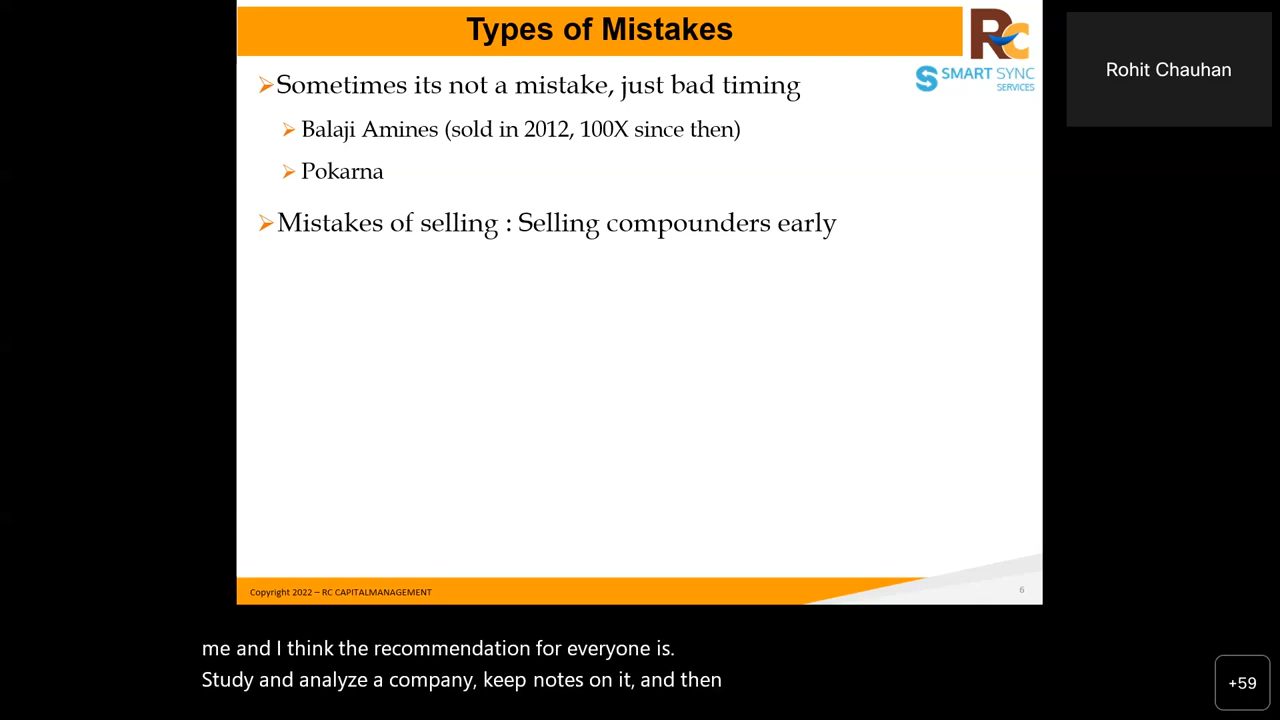 Types of Mistakes
RC
SMART SYNC
SERVICES
Rohit Chauhan
Sometimes its not a mistake, just bad timing
Balaji Amines (sold in 2012, 100X since then)
Pokarna
Mistakes of selling : Selling compounders early
Copyright 2022 – RC CAPITALMANAGEMENT
6
me and I think the recommendation for everyone is.
Study and analyze a company, keep notes on it, and then
+59